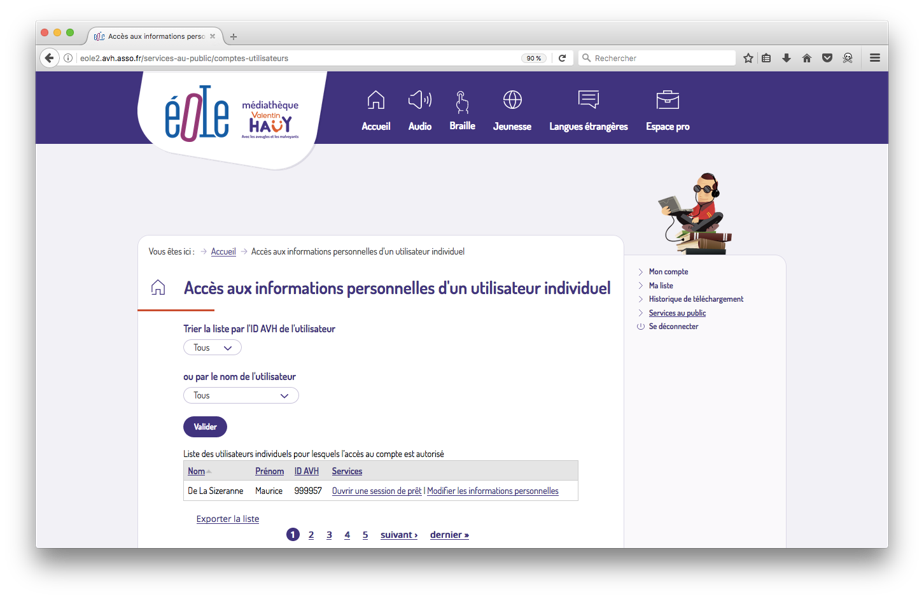 Accès aux informations perso
eole2.avh.asso.fr/services-au-public/comptes-utilisateurs
90 %
Rechercher
éole
médiathèque
Valentin
HAÜY
Avec les aveugles et les malvoyants
Accueil
Audio
Braille
Jeunesse
Langues étrangères
Espace pro
Vous êtes ici : → Accueil → Accès aux informations personnelles d'un utilisateur individuel
Accès aux informations personnelles d'un utilisateur individuel
Trier la liste par l'ID AVH de l'utilisateur
Tous
ou par le nom de l'utilisateur
Tous
Valider
Liste des utilisateurs individuels pour lesquels l'accès au compte est autorisé
Nom Prénom ID AVH Services
De La Sizeranne Maurice 999957 Ouvrir une session de prêt | Modifier les informations personnelles
Exporter la liste
1 2 3 4 5 suivant › dernier »
Mon compte
Ma liste
Historique de téléchargement
Services au public
Se déconnecter